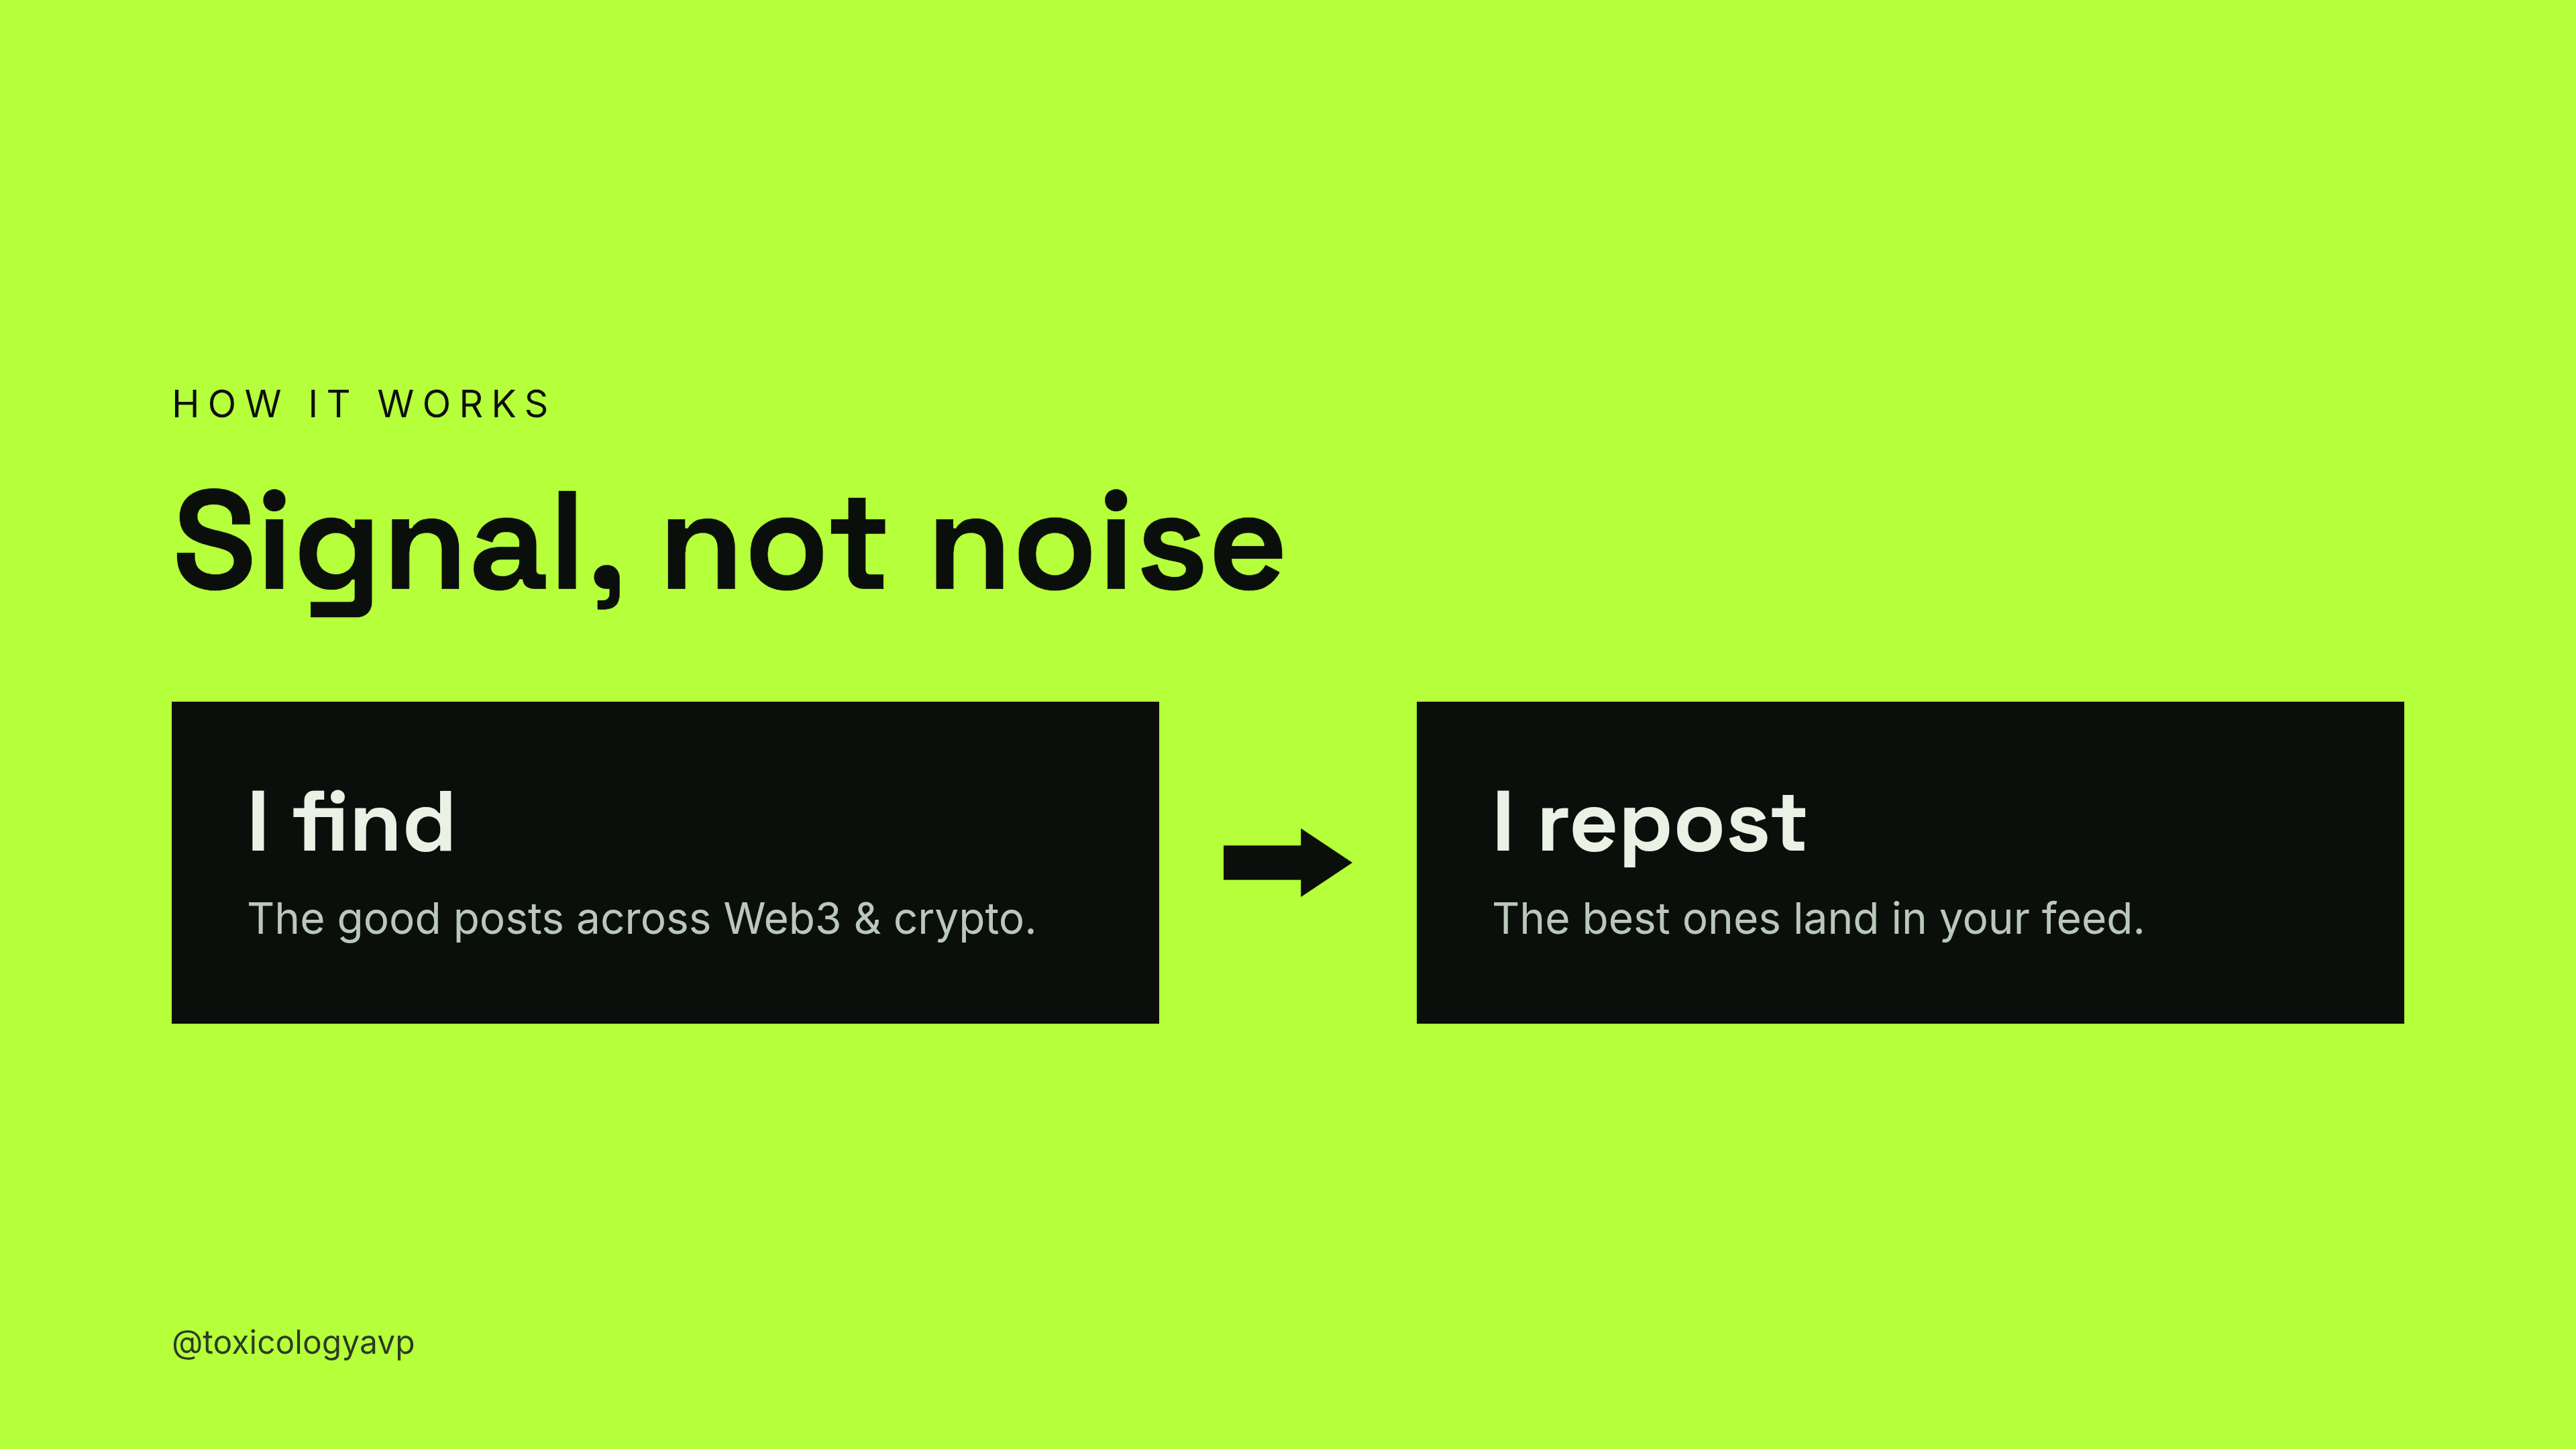 HOW IT WORKS
Signal, not noise
I find
The good posts across Web3 & crypto.
I repost
The best ones land in your feed.
@toxicologyavp